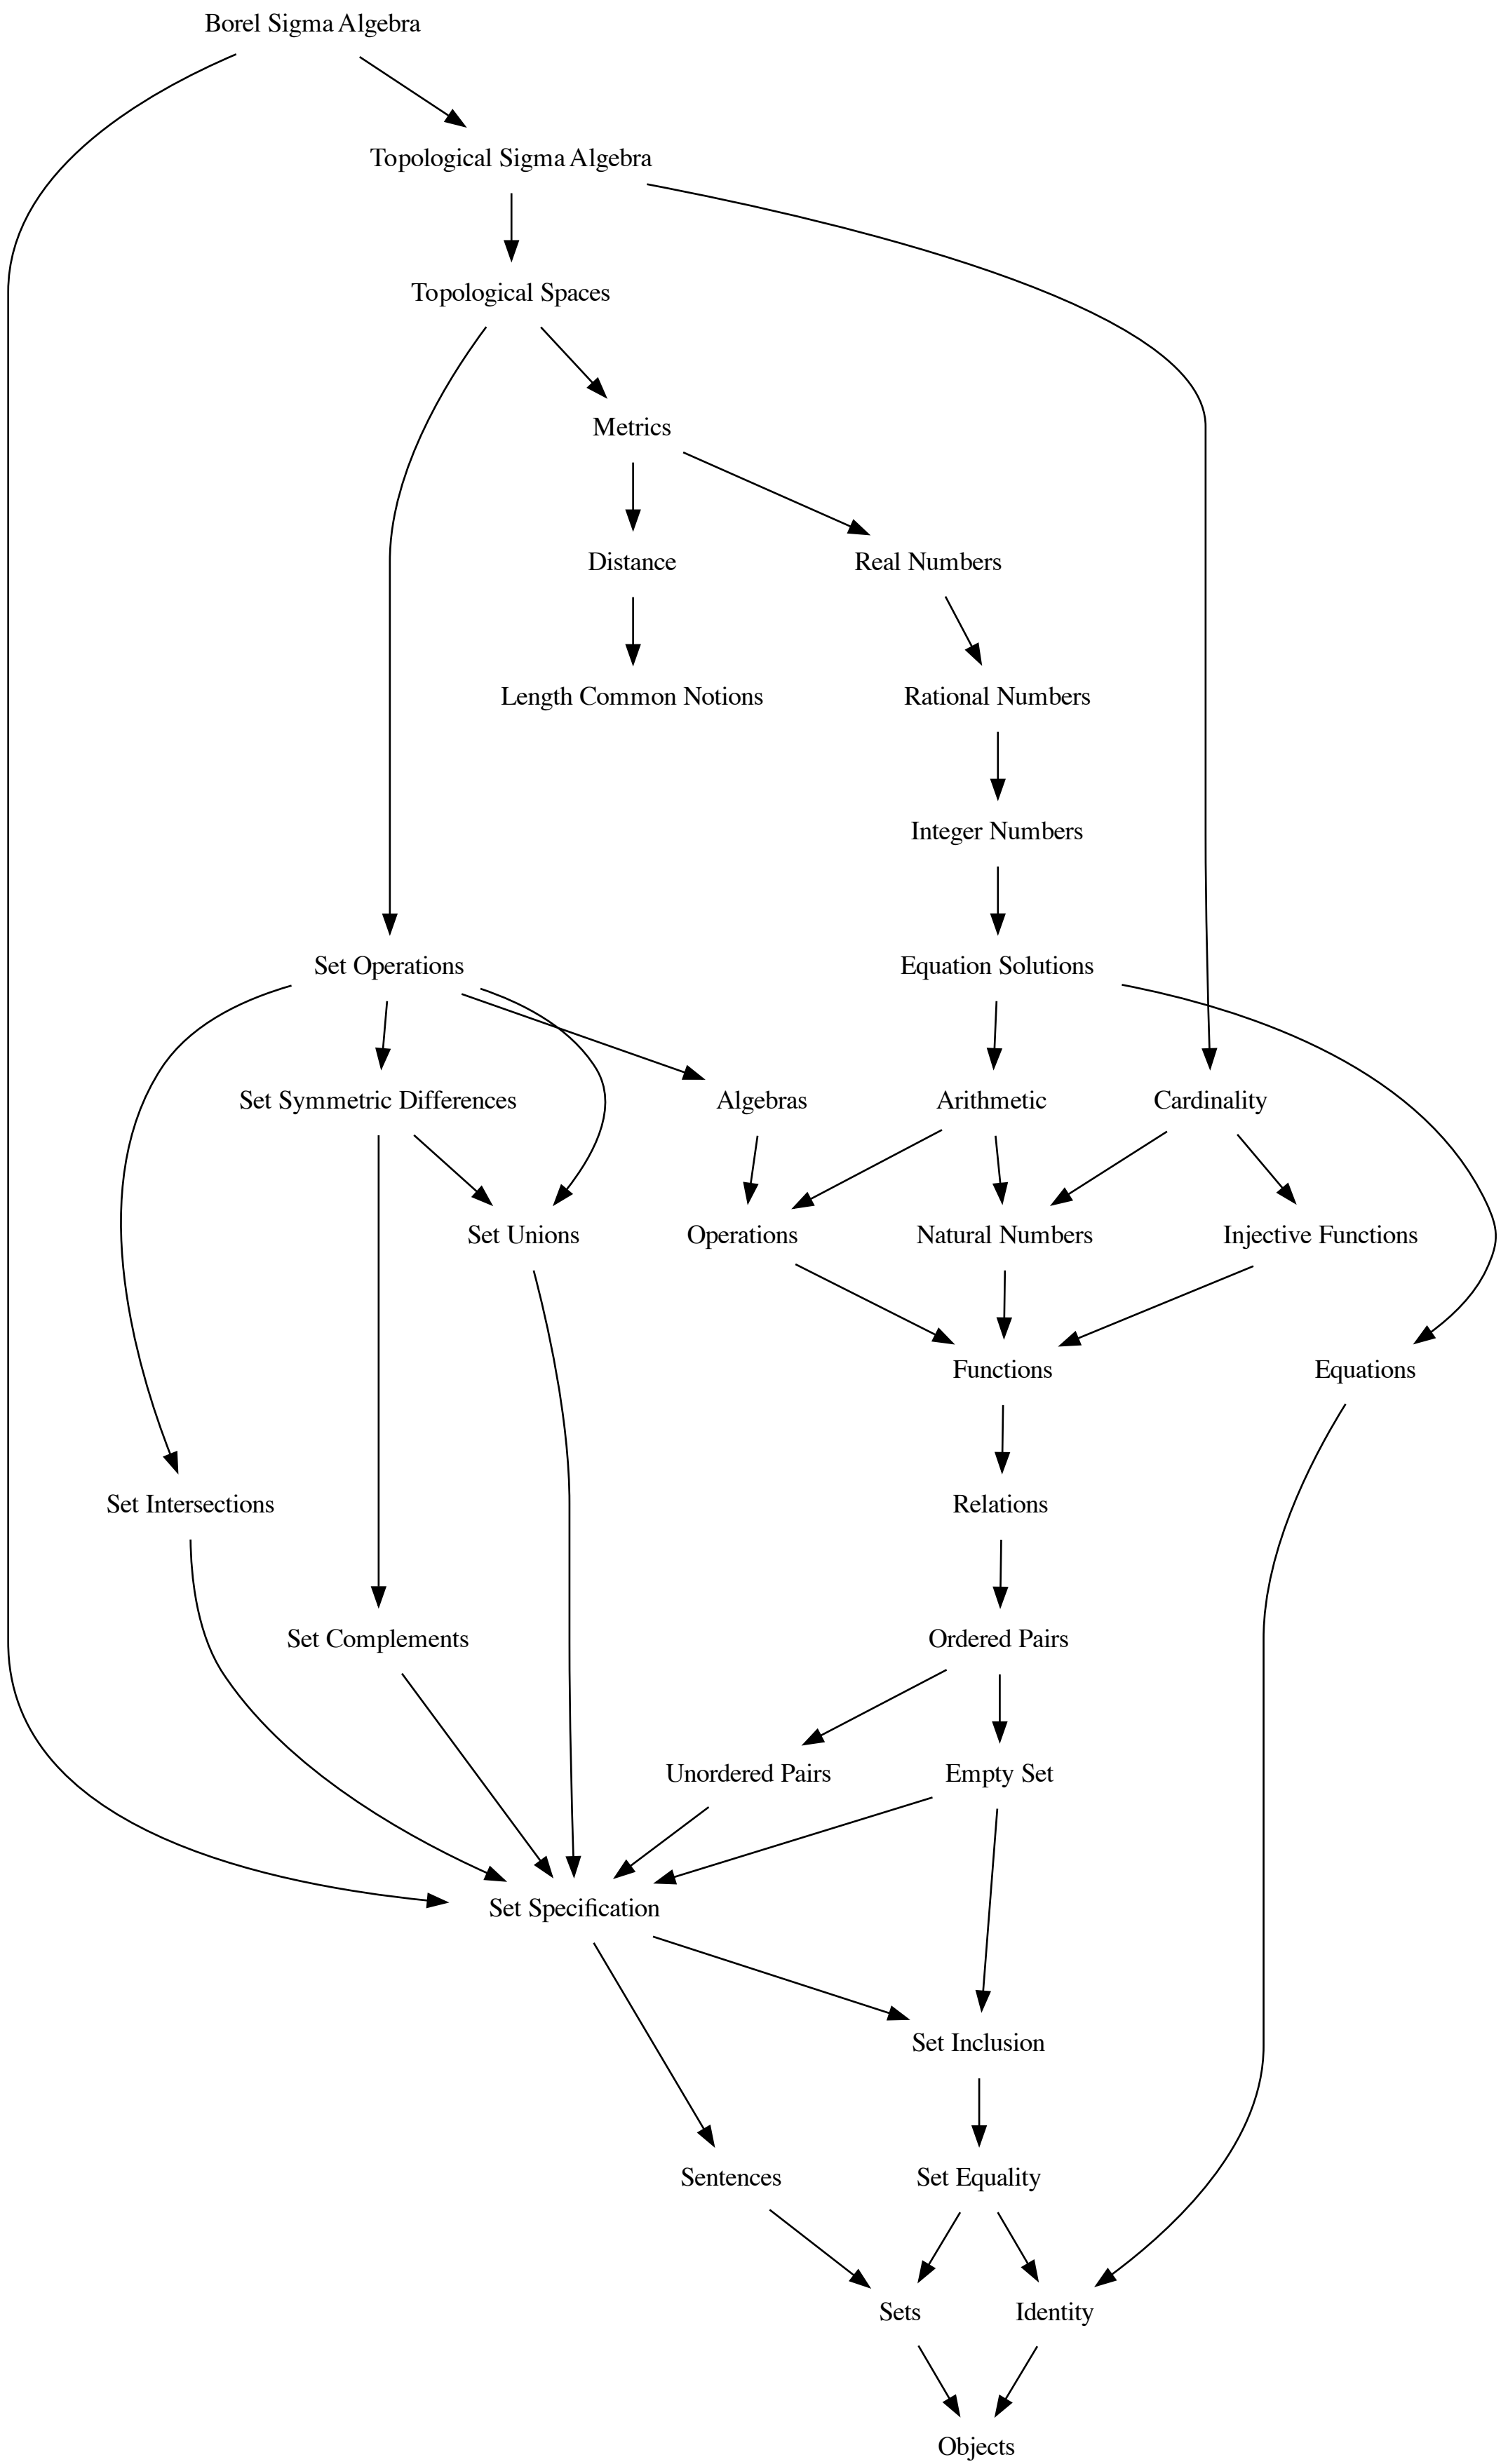 Borel Sigma Algebra
Topological Sigma Algebra
Topological Spaces
Metrics
Distance
Real Numbers
Length Common Notions
Rational Numbers
Integer Numbers
Set Operations
Equation Solutions
Set Symmetric Differences
Algebras
Arithmetic
Cardinality
Set Unions
Operations
Natural Numbers
Injective Functions
Functions
Equations
Set Intersections
Relations
Set Complements
Ordered Pairs
Unordered Pairs
Empty Set
Set Specification
Set Inclusion
Sentences
Set Equality
Sets
Identity
Objects